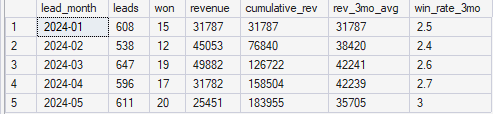 lead_month leads won revenue cumulative_rev rev_3mo_avg win_rate_3mo
1 2024-01 608 15 31787 31787 31787 2.5
2 2024-02 538 12 45053 76840 38420 2.4
3 2024-03 647 19 49882 126722 42241 2.6
4 2024-04 596 17 31782 158504 42239 2.7
5 2024-05 611 20 25451 183955 35705 3